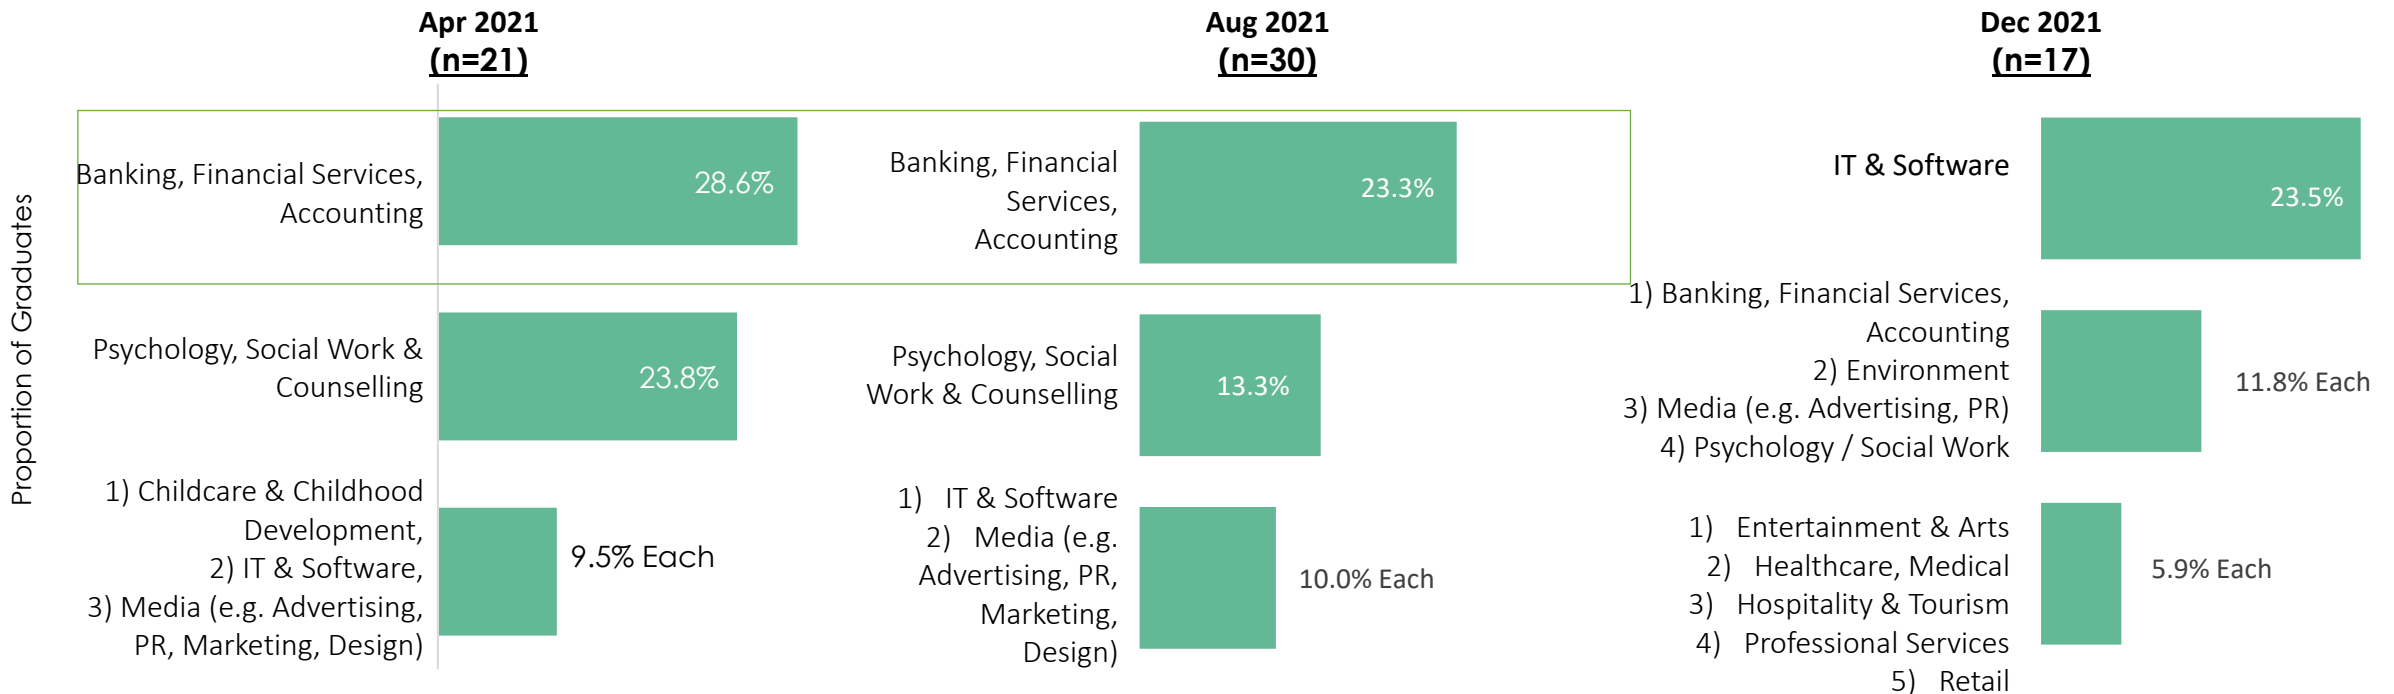 Apr 2021
(n=21)
Aug 2021
(n=30)
Dec 2021
(n=17)
Proportion of Graduates
Banking, Financial Services,
Accounting
28.6%
Psychology, Social Work &
Counselling
23.8%
1) Childcare & Childhood
Development,
2) IT & Software,
3) Media (e.g. Advertising,
PR, Marketing, Design)
9.5% Each
Banking, Financial
Services,
Accounting
23.3%
Psychology, Social
Work & Counselling
13.3%
1) IT & Software
2) Media (e.g.
Advertising, PR,
Marketing,
Design)
10.0% Each
IT & Software
23.5%
1) Banking, Financial Services,
Accounting
2) Environment
3) Media (e.g. Advertising, PR)
4) Psychology / Social Work
11.8% Each
1) Entertainment & Arts
2) Healthcare, Medical
3) Hospitality & Tourism
4) Professional Services
5) Retail
5.9% Each